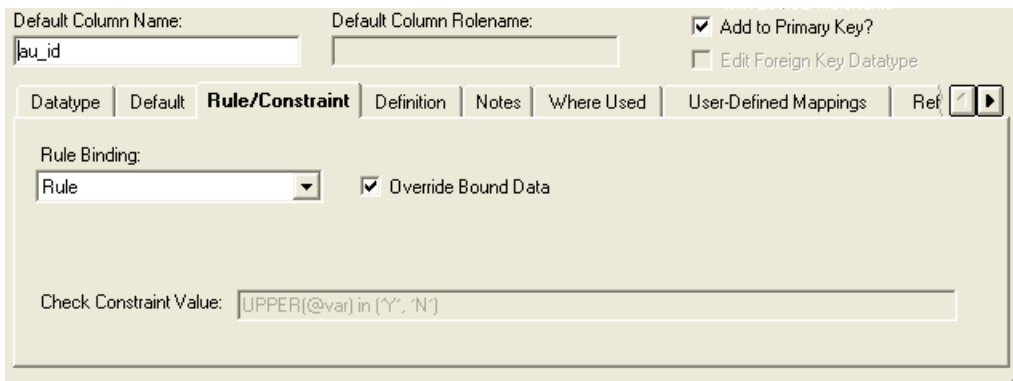 Default Column Name: Default Column Rolename:
Add to Primary Key?
au_id
Edit Foreign Key Datatype
Datatype Default Rule/Constraint Definition Notes Where Used User-Defined Mappings Ref
Rule Binding:
Rule Override Bound Data
Check Constraint Value: UPPER(@var) in ('Y', 'N')